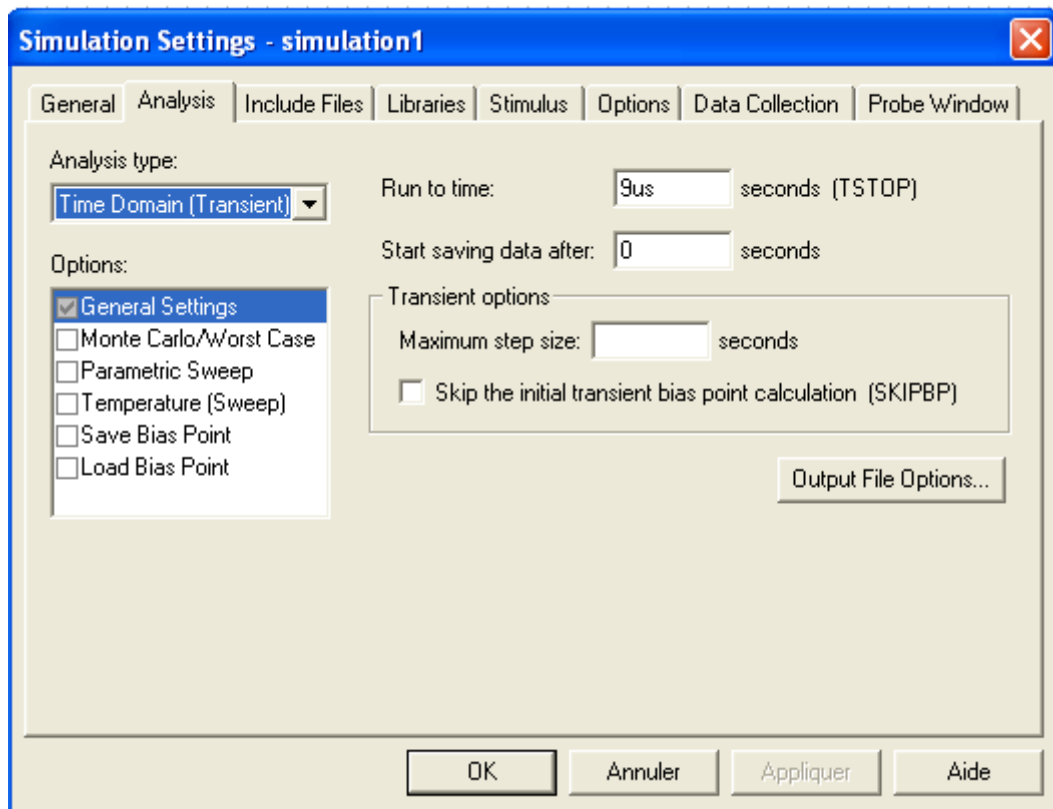 Simulation Settings - simulation1
General Analysis Include Files Libraries Stimulus Options Data Collection Probe Window
Analysis type:
Time Domain (Transient)
Options:
General Settings
Monte Carlo/Worst Case
Parametric Sweep
Temperature (Sweep)
Save Bias Point
Load Bias Point
Run to time: 9us seconds (TSTOP)
Start saving data after: 0 seconds
Transient options
Maximum step size: seconds
Skip the initial transient bias point calculation (SKIPBP)
Output File Options...
OK Annuler Appliquer Aide